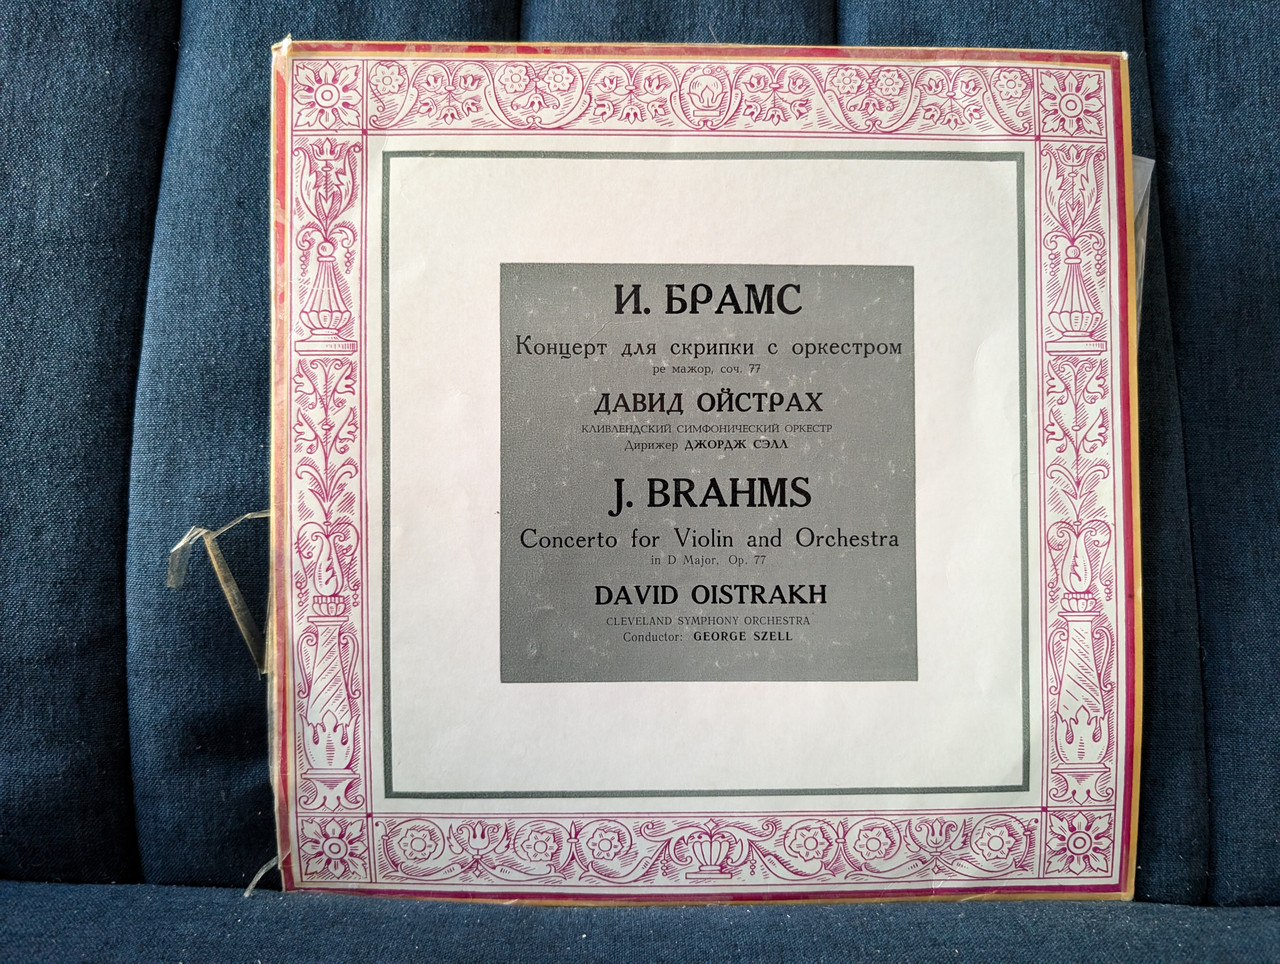 И. БРАМС
Концерт для скрипки с оркестром
ре мажор, соч. 77
ДАВИД ОЙСТРАХ
КЛИВЛЕНДСКИЙ СИМФОНИЧЕСКИЙ ОРКЕСТР
Дирижер ДЖОРДЖ СЭЛЛ
J. BRAHMS
Concerto for Violin and Orchestra
in D Major, Op. 77
DAVID OISTRAKH
CLEVELAND SYMPHONY ORCHESTRA
Conductor: GEORGE SZELL